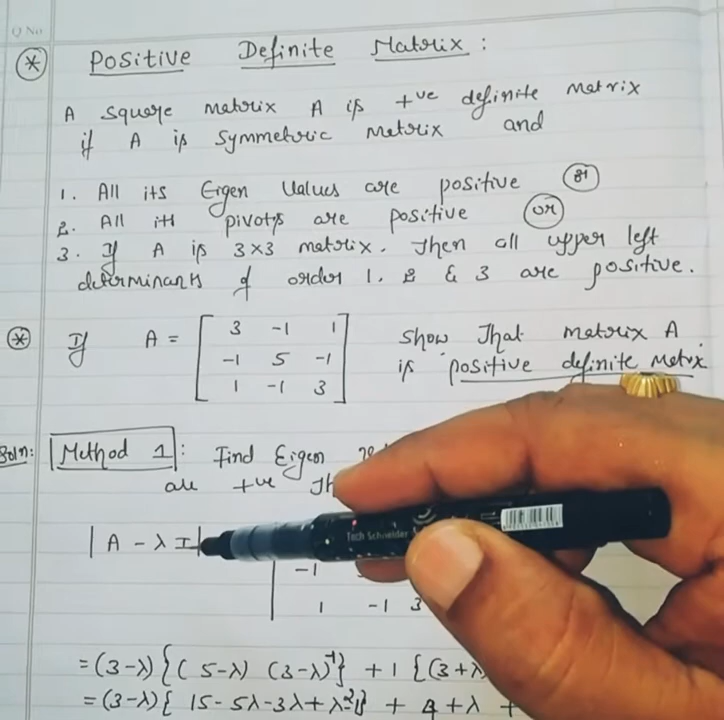 Q No
* Positive Definite Matrix :
A square matrix A is +ve definite matrix
if A is symmetric matrix and
1. All its Eigen Values are positive or
2. All its pivots are positive or
3. If A is 3×3 matrix. Then all upper left
determinants of order 1, 2 & 3 are positive.
* If A = [ 3 -1 1 Show That matrix A
-1 5 -1 is positive definite Metrix
1 -1 3 ]
Soln: Method 1 : Find Eigen
are +ve
| A - λ I |
-1
1 -1 3
= (3-λ) { (5-λ) (3-λ)-1 } + 1 { (3+λ)
= (3-λ) { 15 - 5λ - 3λ + λ² -1 } + 4 + λ +
Tech Schneider